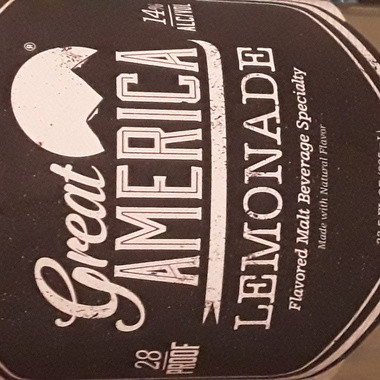 Great
®
AMERICA
28
PROOF
14%
ALC/VOL
LEMONADE
Flavored Malt Beverage Specialty
Made with Natural Flavor